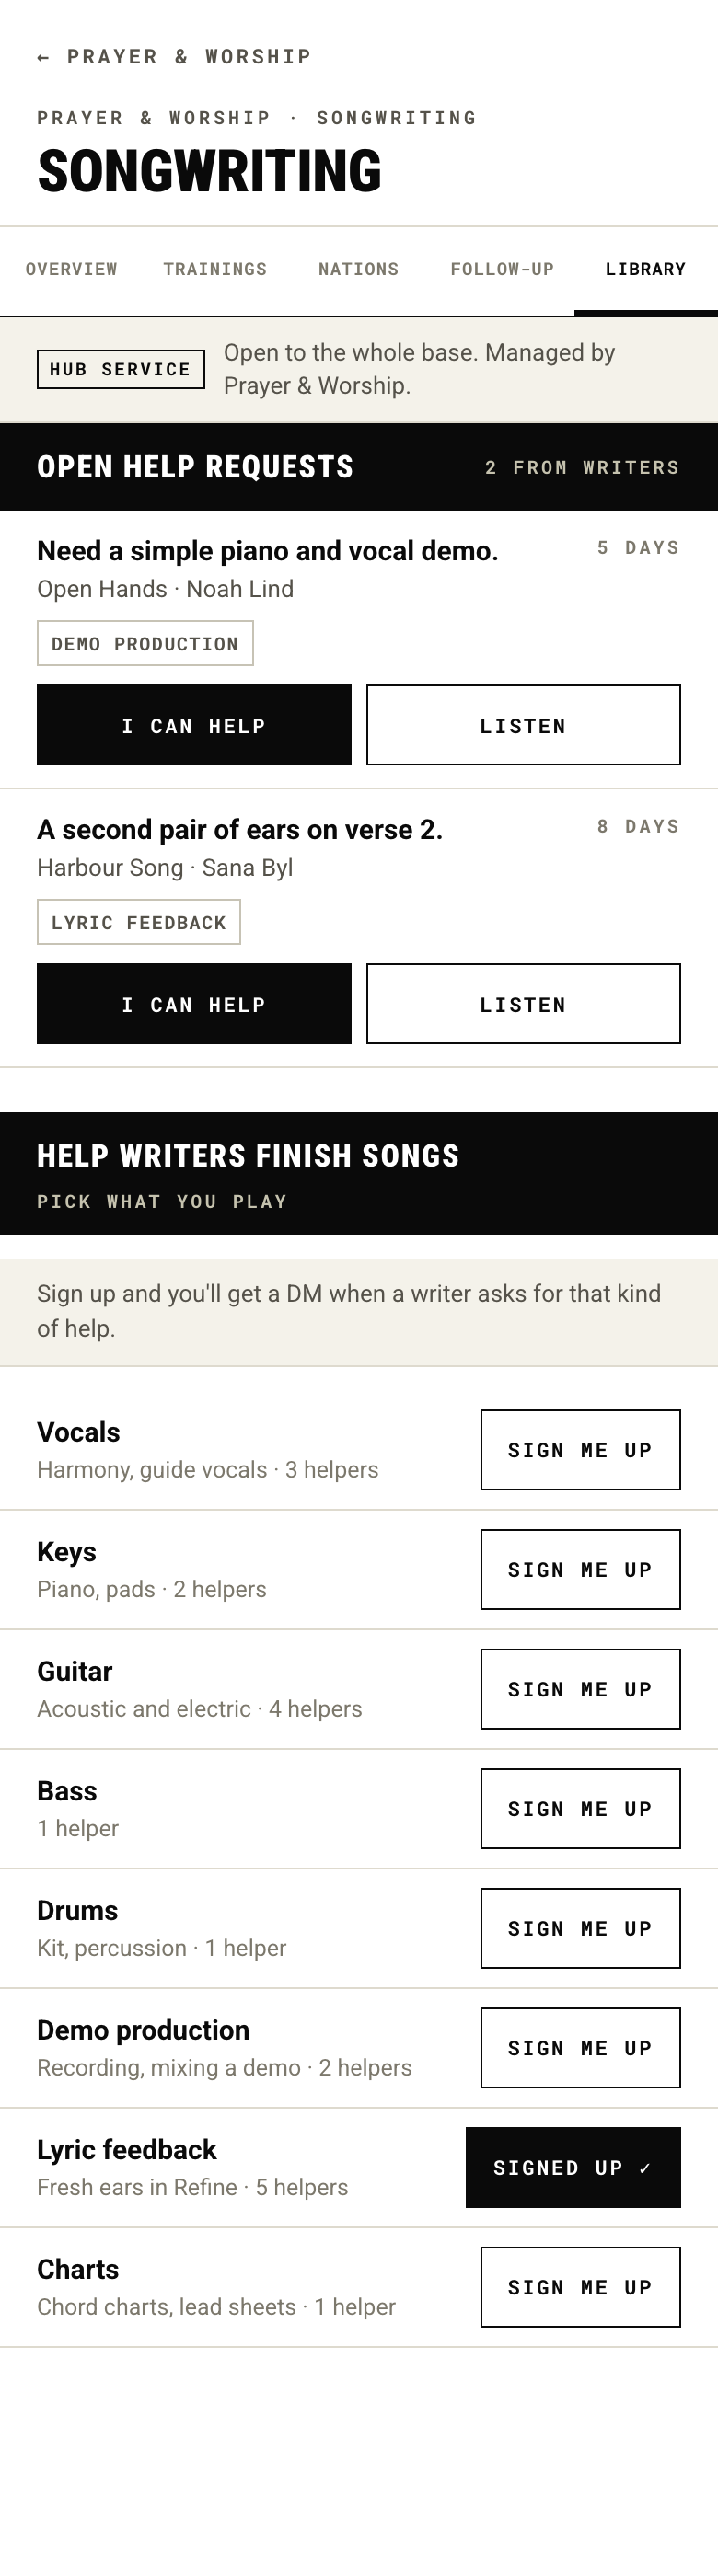 ← PRAYER & WORSHIP
PRAYER & WORSHIP · SONGWRITING
SONGWRITING
OVERVIEW TRAININGS NATIONS FOLLOW-UP LIBRARY
HUB SERVICE
Open to the whole base. Managed by
Prayer & Worship.
OPEN HELP REQUESTS 2 FROM WRITERS
Need a simple piano and vocal demo. 5 DAYS
Open Hands · Noah Lind
DEMO PRODUCTION
I CAN HELP LISTEN
A second pair of ears on verse 2. 8 DAYS
Harbour Song · Sana Byl
LYRIC FEEDBACK
I CAN HELP LISTEN
HELP WRITERS FINISH SONGS
PICK WHAT YOU PLAY
Sign up and you'll get a DM when a writer asks for that kind
of help.
Vocals
Harmony, guide vocals · 3 helpers
SIGN ME UP
Keys
Piano, pads · 2 helpers
SIGN ME UP
Guitar
Acoustic and electric · 4 helpers
SIGN ME UP
Bass
1 helper
SIGN ME UP
Drums
Kit, percussion · 1 helper
SIGN ME UP
Demo production
Recording, mixing a demo · 2 helpers
SIGN ME UP
Lyric feedback
Fresh ears in Refine · 5 helpers
SIGNED UP ✓
Charts
Chord charts, lead sheets · 1 helper
SIGN ME UP